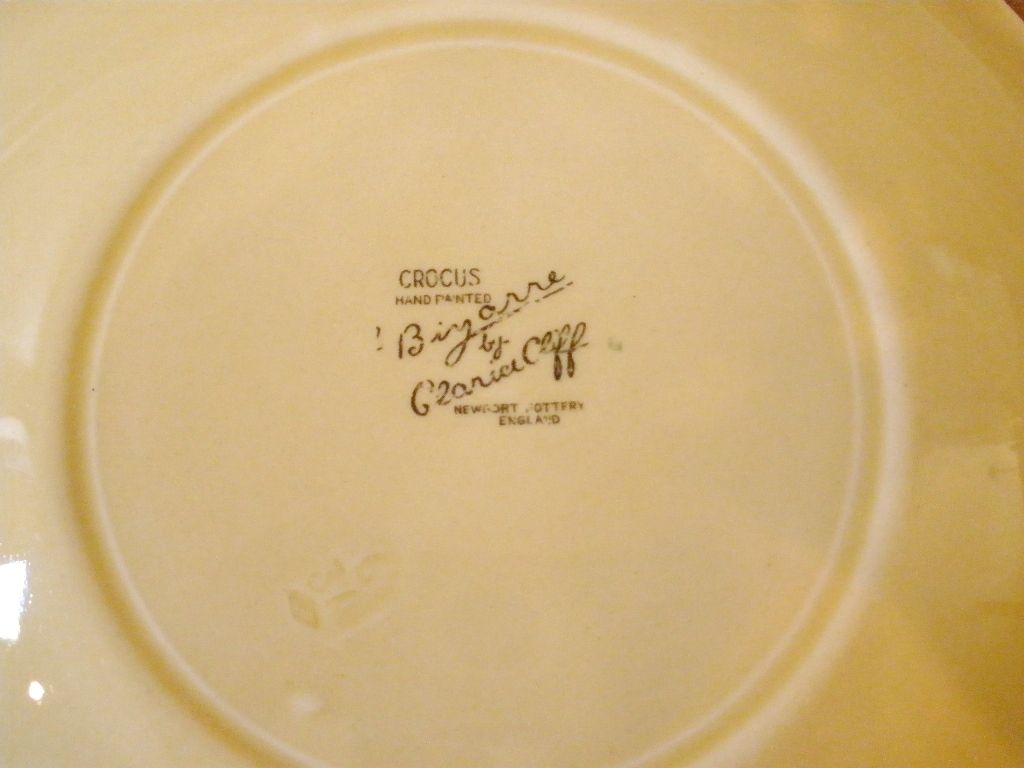 CROCUS
HAND PAINTED
Bizarre
by
Clarice Cliff
NEWPORT POTTERY
ENGLAND